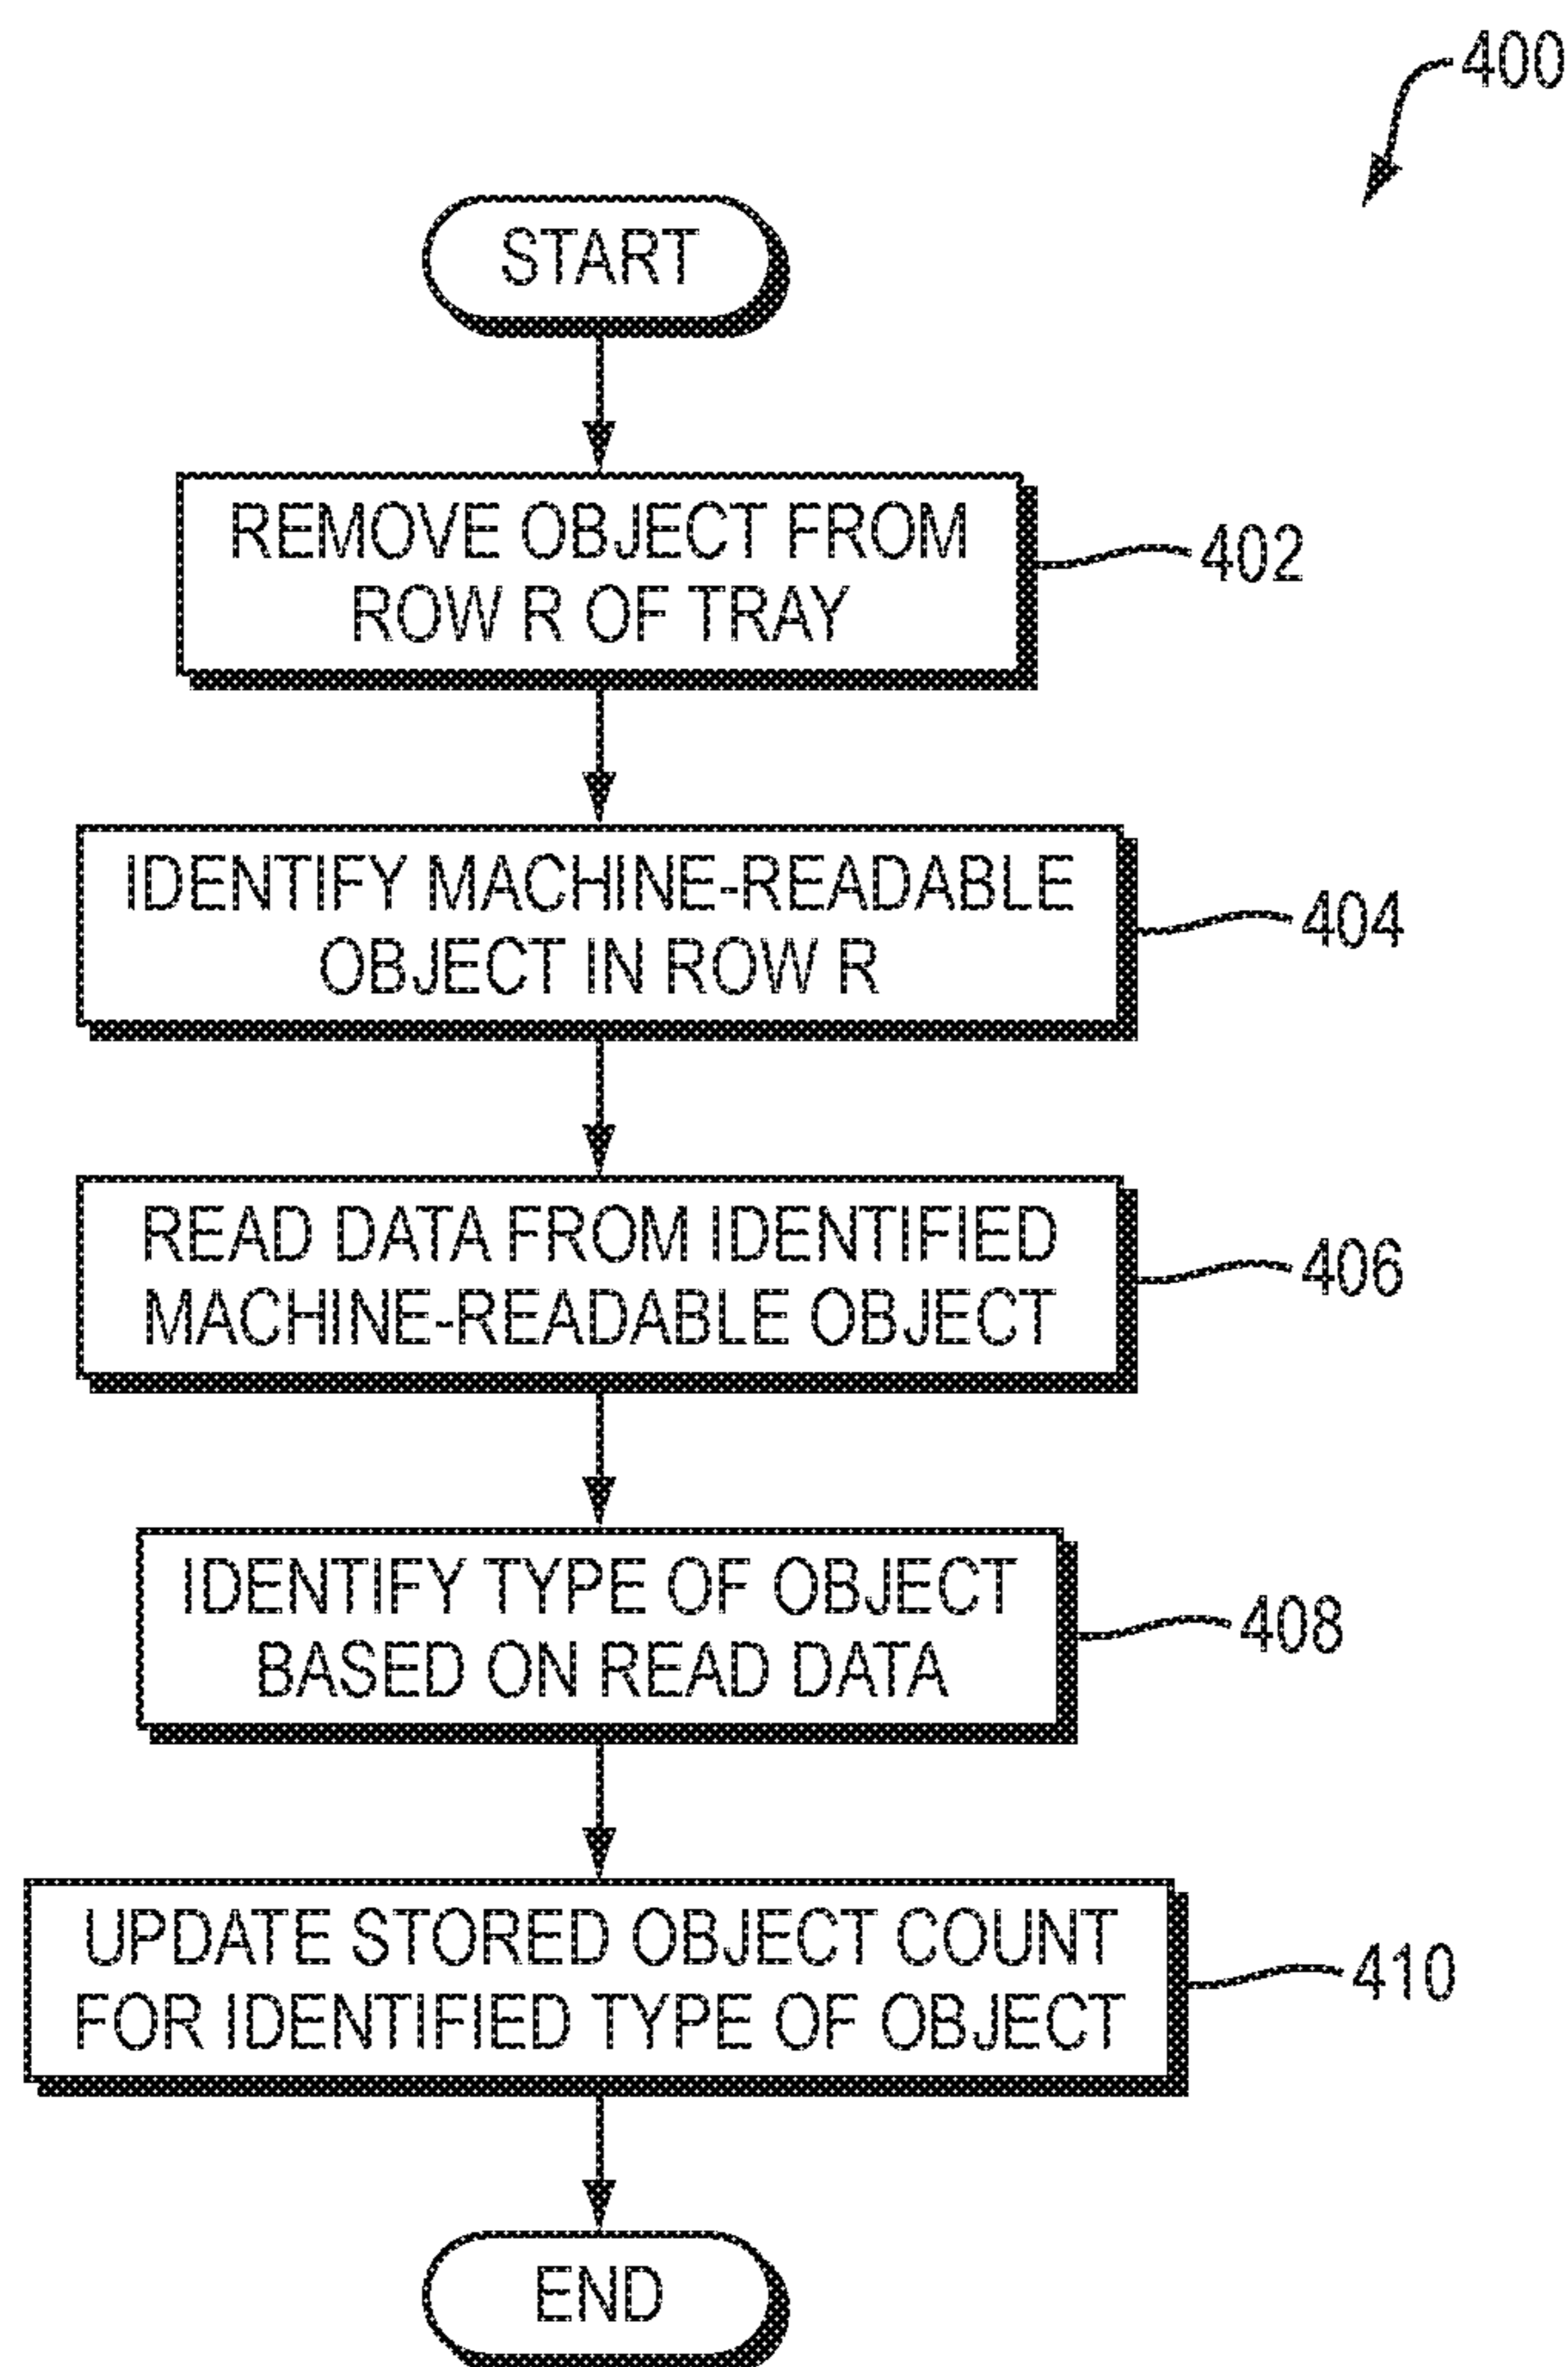 400
START
REMOVE OBJECT FROM
ROW R OF TRAY
402
IDENTIFY MACHINE-READABLE
OBJECT IN ROW R
404
READ DATA FROM IDENTIFIED
MACHINE-READABLE OBJECT
406
IDENTIFY TYPE OF OBJECT
BASED ON READ DATA
408
UPDATE STORED OBJECT COUNT
FOR IDENTIFIED TYPE OF OBJECT
410
END